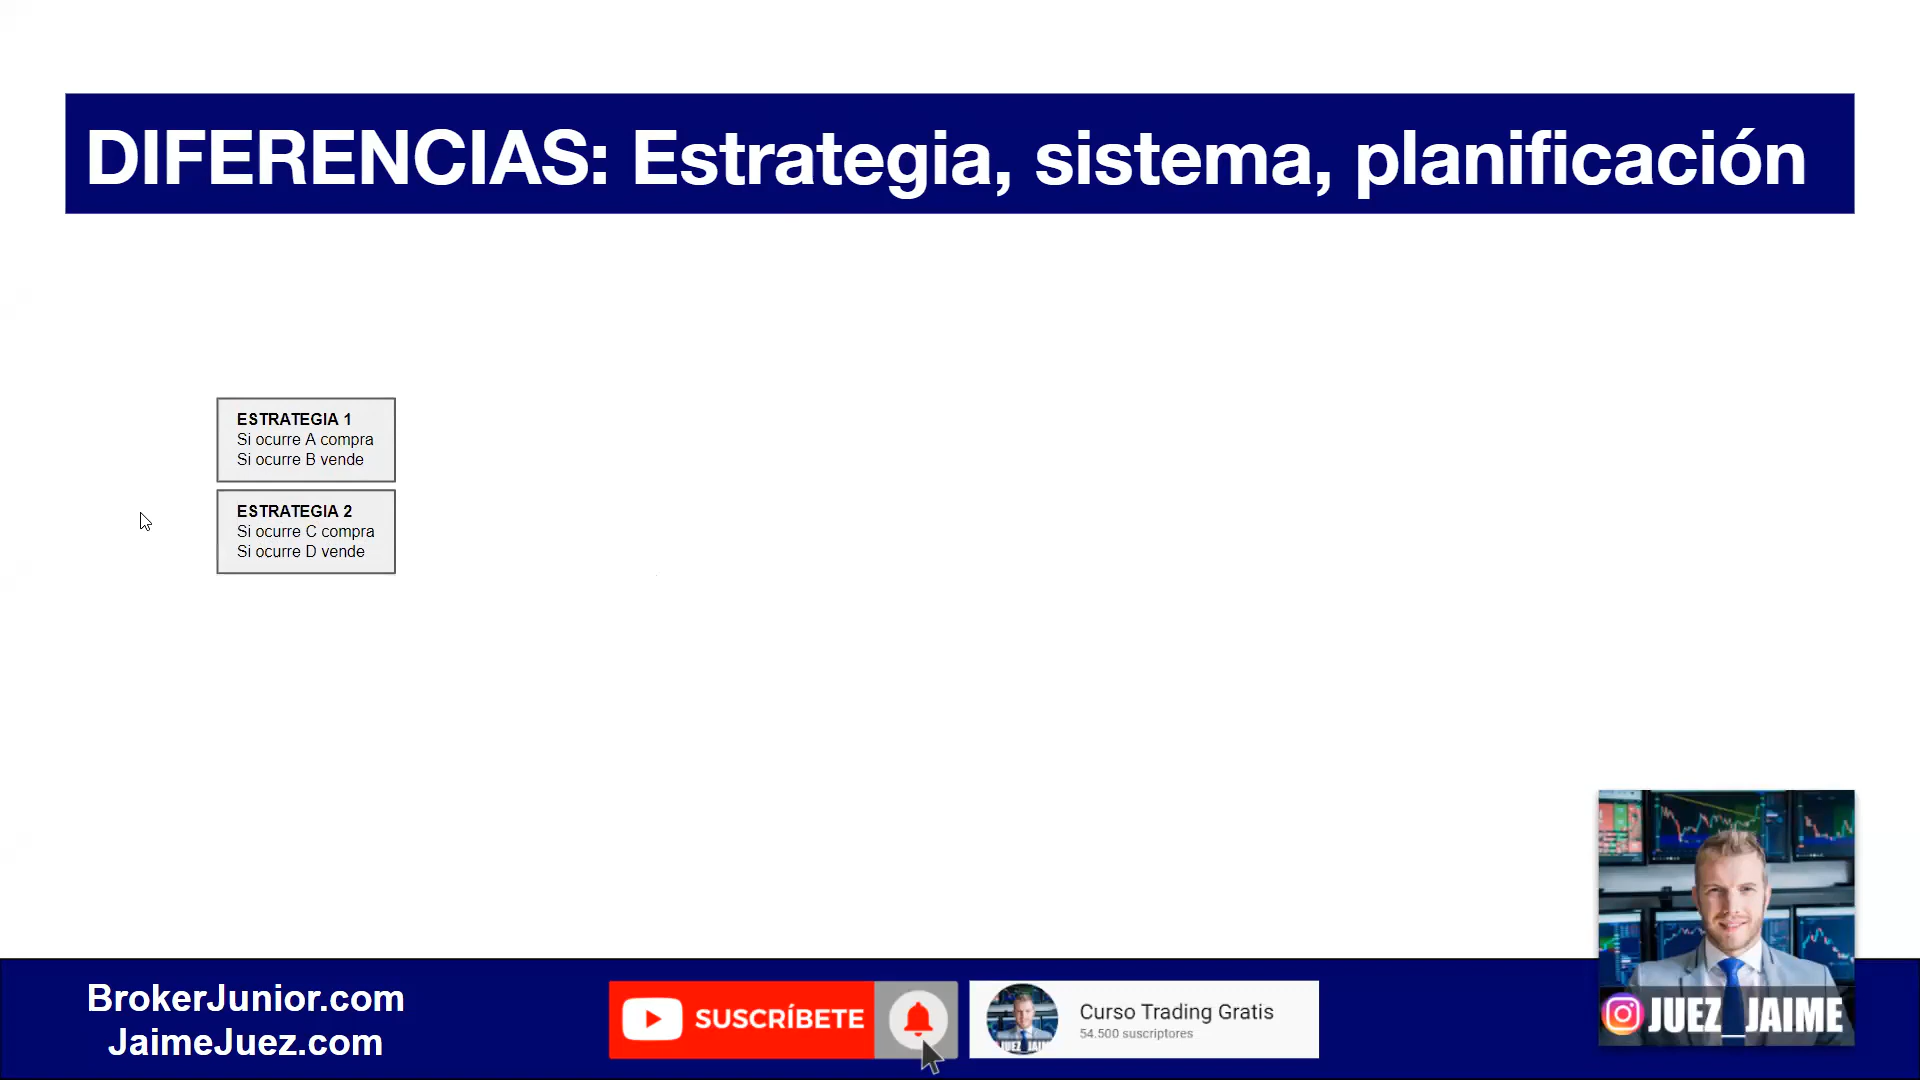 DIFERENCIAS: Estrategia, sistema, planificación
ESTRATEGIA 1
Si ocurre A compra
Si ocurre B vende
ESTRATEGIA 2
Si ocurre C compra
Si ocurre D vende
BrokerJunior.com
JaimeJuez.com
SUSCRÍBETE
Curso Trading Gratis
54.500 suscriptores
JUEZ_JAIME